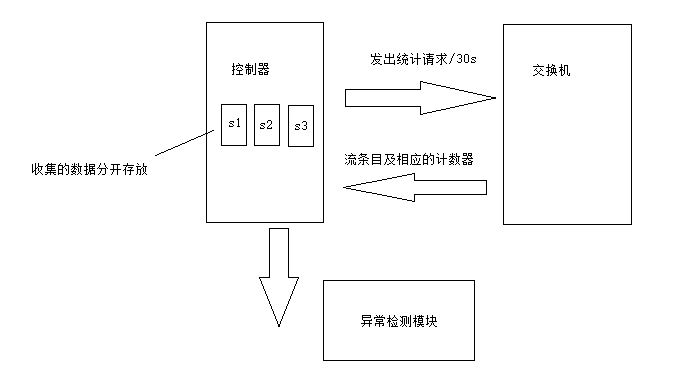 发出统计请求/30s
控制器
交换机
s1
s2
s3
收集的数据分开存放
流条目及相应的计数器
异常检测模块